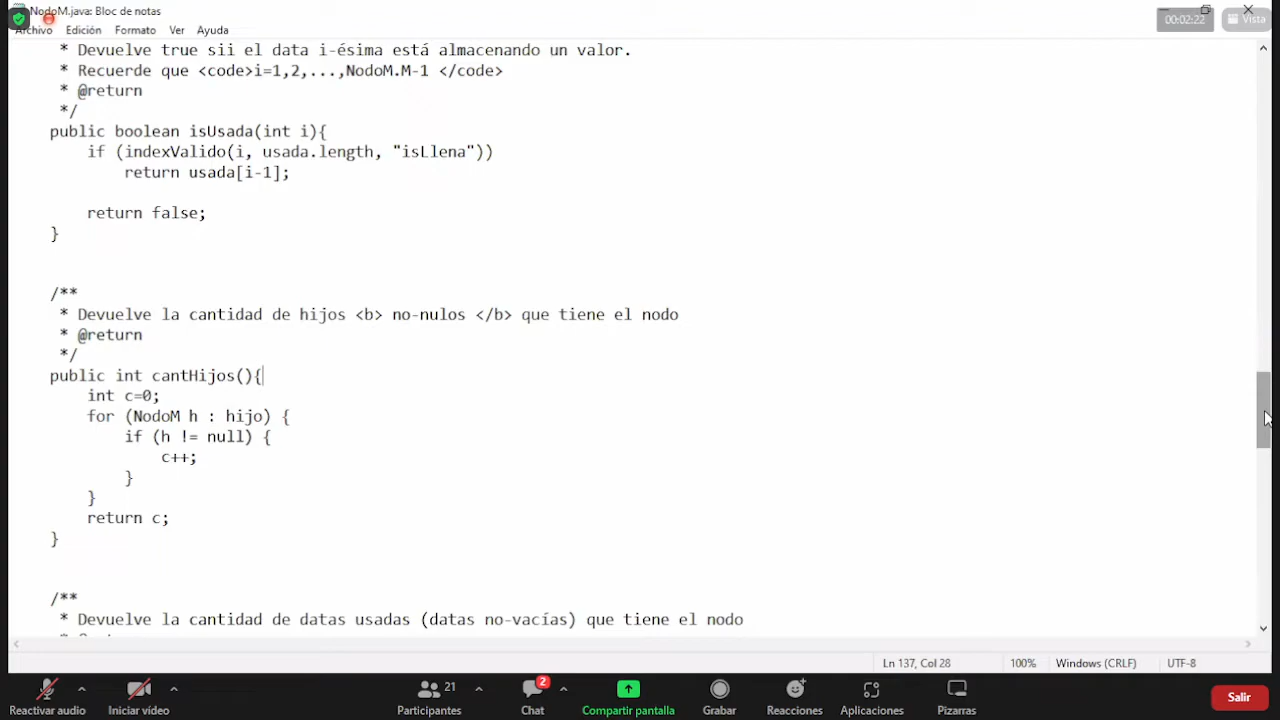 NodoM.java: Bloc de notas
00:02:22
Vista
Archivo Edición Formato Ver Ayuda
* Devuelve true sii el data i-ésima está almacenando un valor.
* Recuerde que <code>i=1,2,...,NodoM.M-1 </code>
* @return
*/
public boolean isUsada(int i){
if (indexValido(i, usada.length, "isLlena"))
return usada[i-1];
return false;
}
/**
* Devuelve la cantidad de hijos <b> no-nulos </b> que tiene el nodo
* @return
*/
public int cantHijos(){
int c=0;
for (NodoM h : hijo) {
if (h != null) {
c++;
}
}
return c;
}
/**
* Devuelve la cantidad de datas usadas (datas no-vacías) que tiene el nodo
Ln 137, Col 28 100% Windows (CRLF) UTF-8
21 2
Reactivar audio Iniciar vídeo Participantes Chat Compartir pantalla Grabar Reacciones Aplicaciones Pizarras Salir